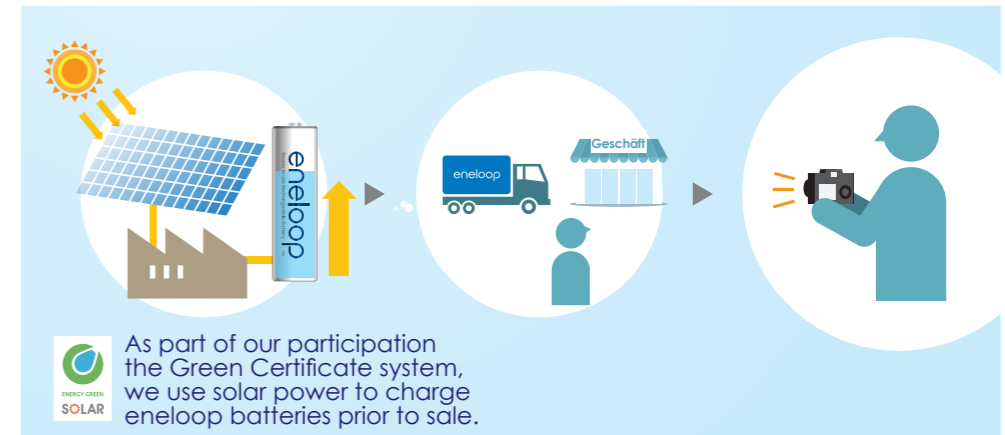 eneloop
eneloop
Geschäft
ENERGY GREEN
SOLAR
As part of our participation
the Green Certificate system,
we use solar power to charge
eneloop batteries prior to sale.